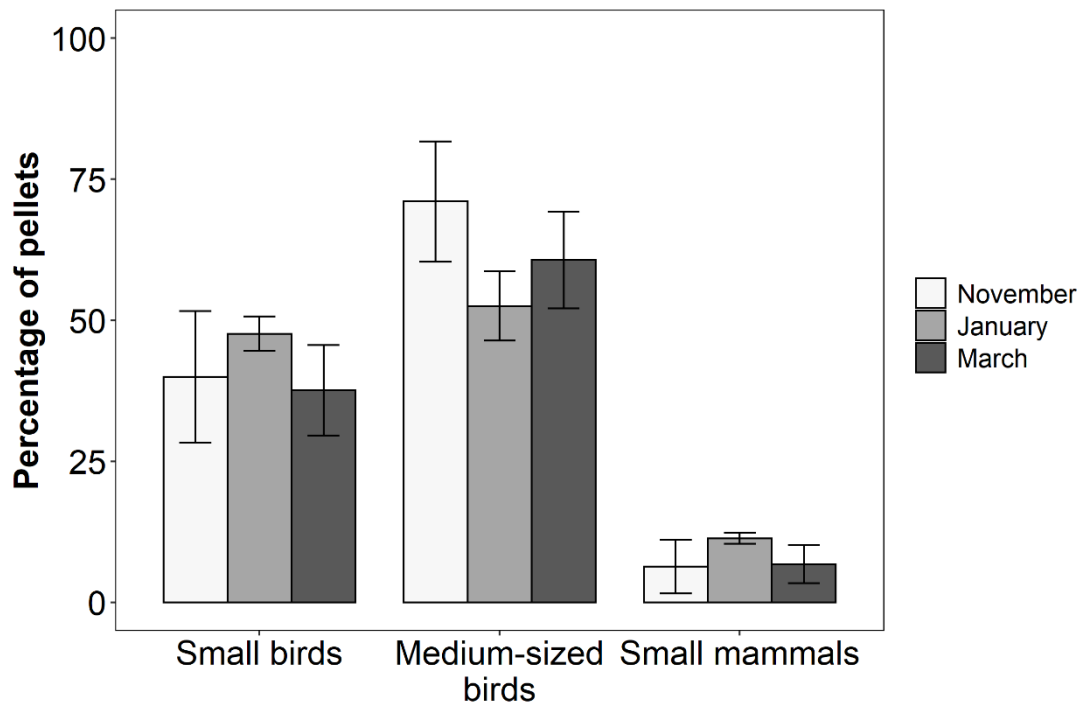 Percentage of pellets
100
75
50
25
0
Small birds
Medium-sized
birds
Small mammals
November
January
March